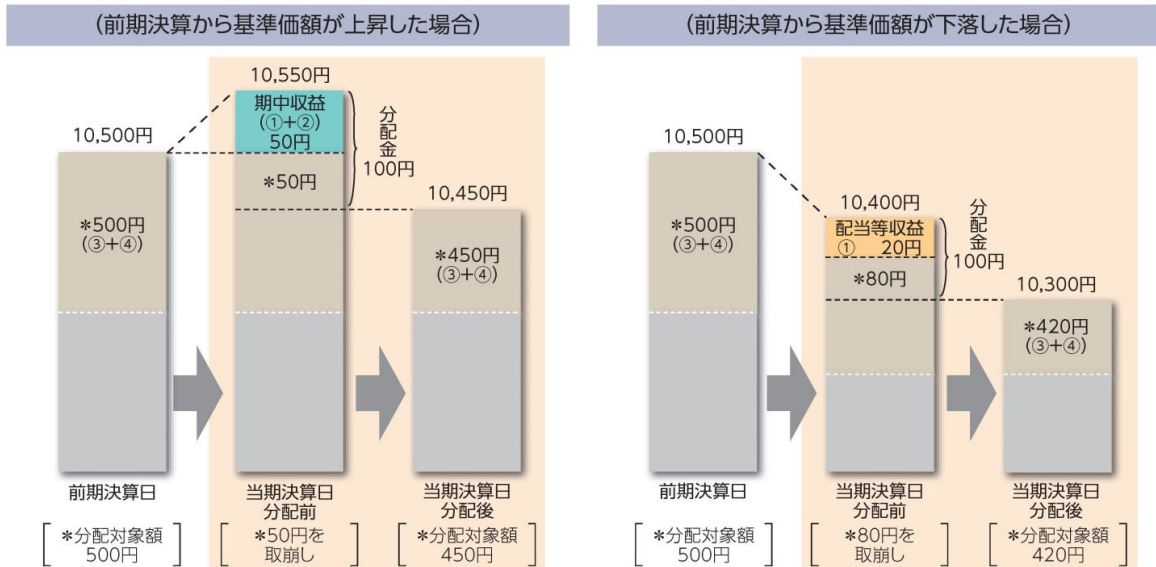 (前期決算から基準価額が上昇した場合)
10,500円
*500円
(③+④)
前期決算日
*分配対象額
500円
10,550円
期中収益
(①+②)
50円
*50円
分配金
100円
当期決算日
分配前
*50円を
取崩し
10,450円
*450円
(③+④)
当期決算日
分配後
*分配対象額
450円
(前期決算から基準価額が下落した場合)
10,500円
*500円
(③+④)
前期決算日
*分配対象額
500円
10,400円
配当等収益
① 20円
*80円
分配金
100円
当期決算日
分配前
*80円を
取崩し
10,300円
*420円
(③+④)
当期決算日
分配後
*分配対象額
420円